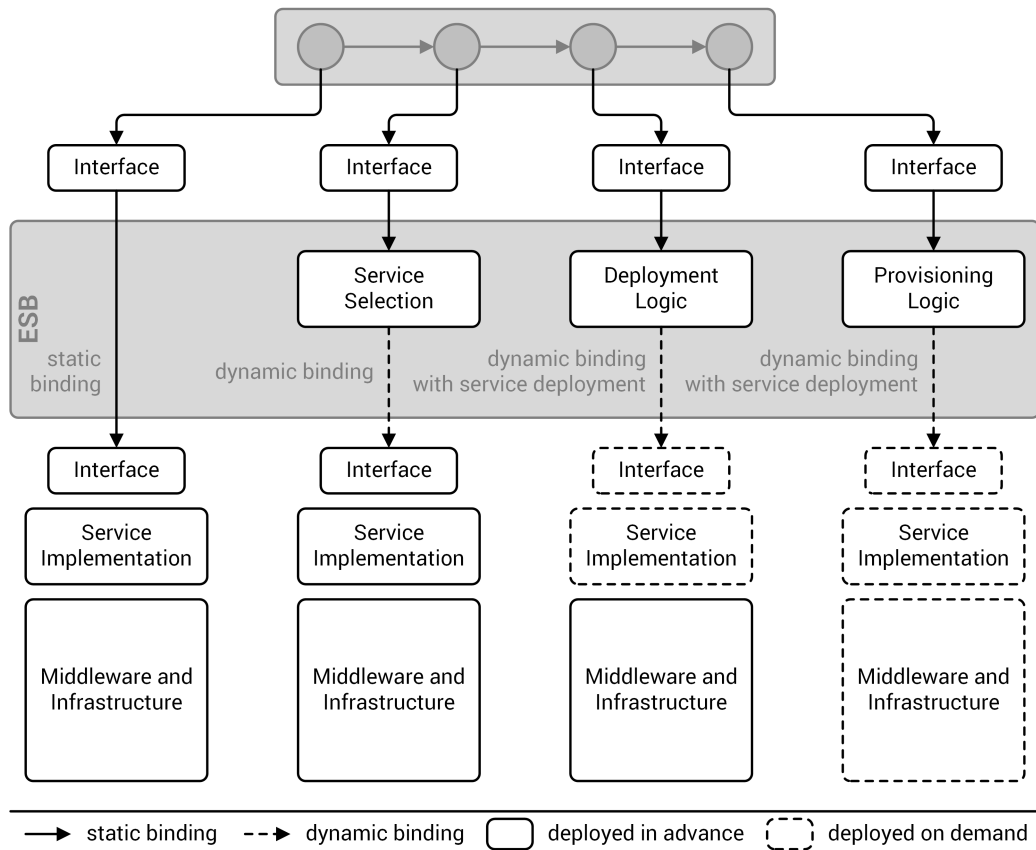 Interface
Interface
Interface
Interface
ESB
Service
Selection
Deployment
Logic
Provisioning
Logic
static
binding
dynamic binding
dynamic binding
with service deployment
dynamic binding
with service deployment
Interface
Interface
Interface
Interface
Service
Implementation
Service
Implementation
Service
Implementation
Service
Implementation
Middleware and
Infrastructure
Middleware and
Infrastructure
Middleware and
Infrastructure
Middleware and
Infrastructure
static binding
dynamic binding
deployed in advance
deployed on demand